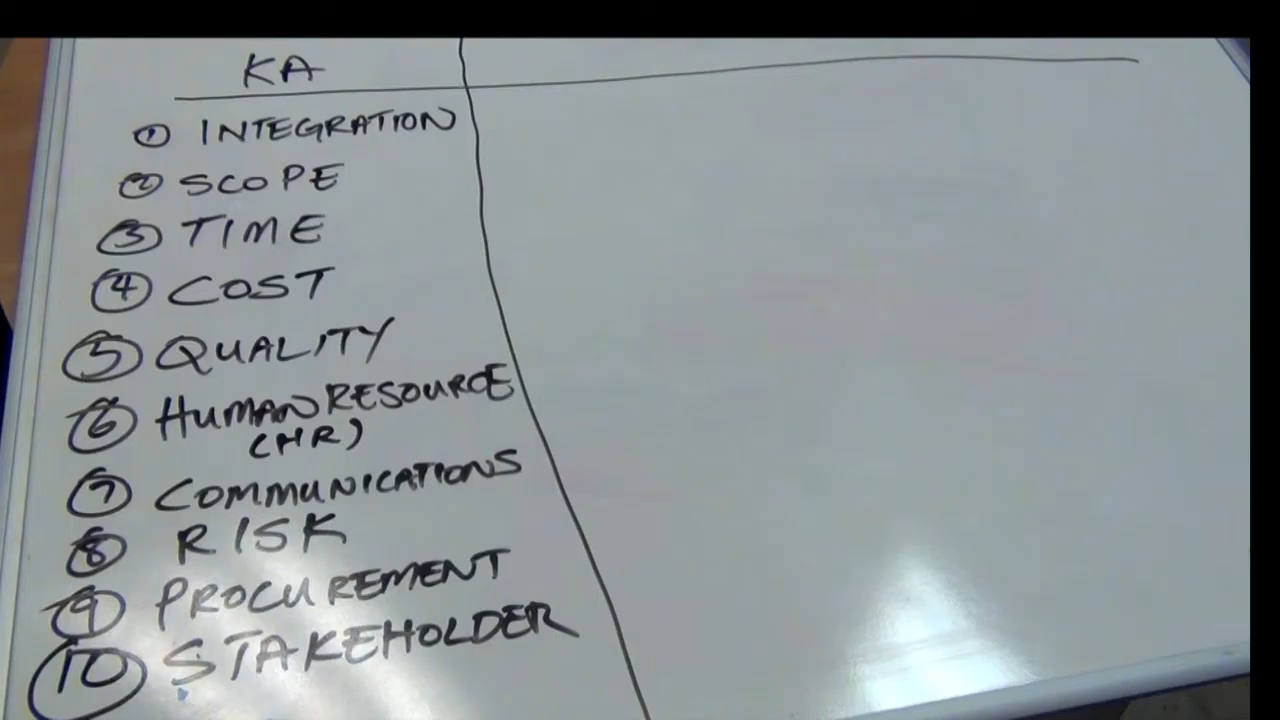 KA
① INTEGRATION
② SCOPE
③ TIME
④ COST
⑤ QUALITY
⑥ HUMAN RESOURCE
(HR)
⑦ COMMUNICATIONS
⑧ RISK
⑨ PROCUREMENT
⑩ STAKEHOLDER